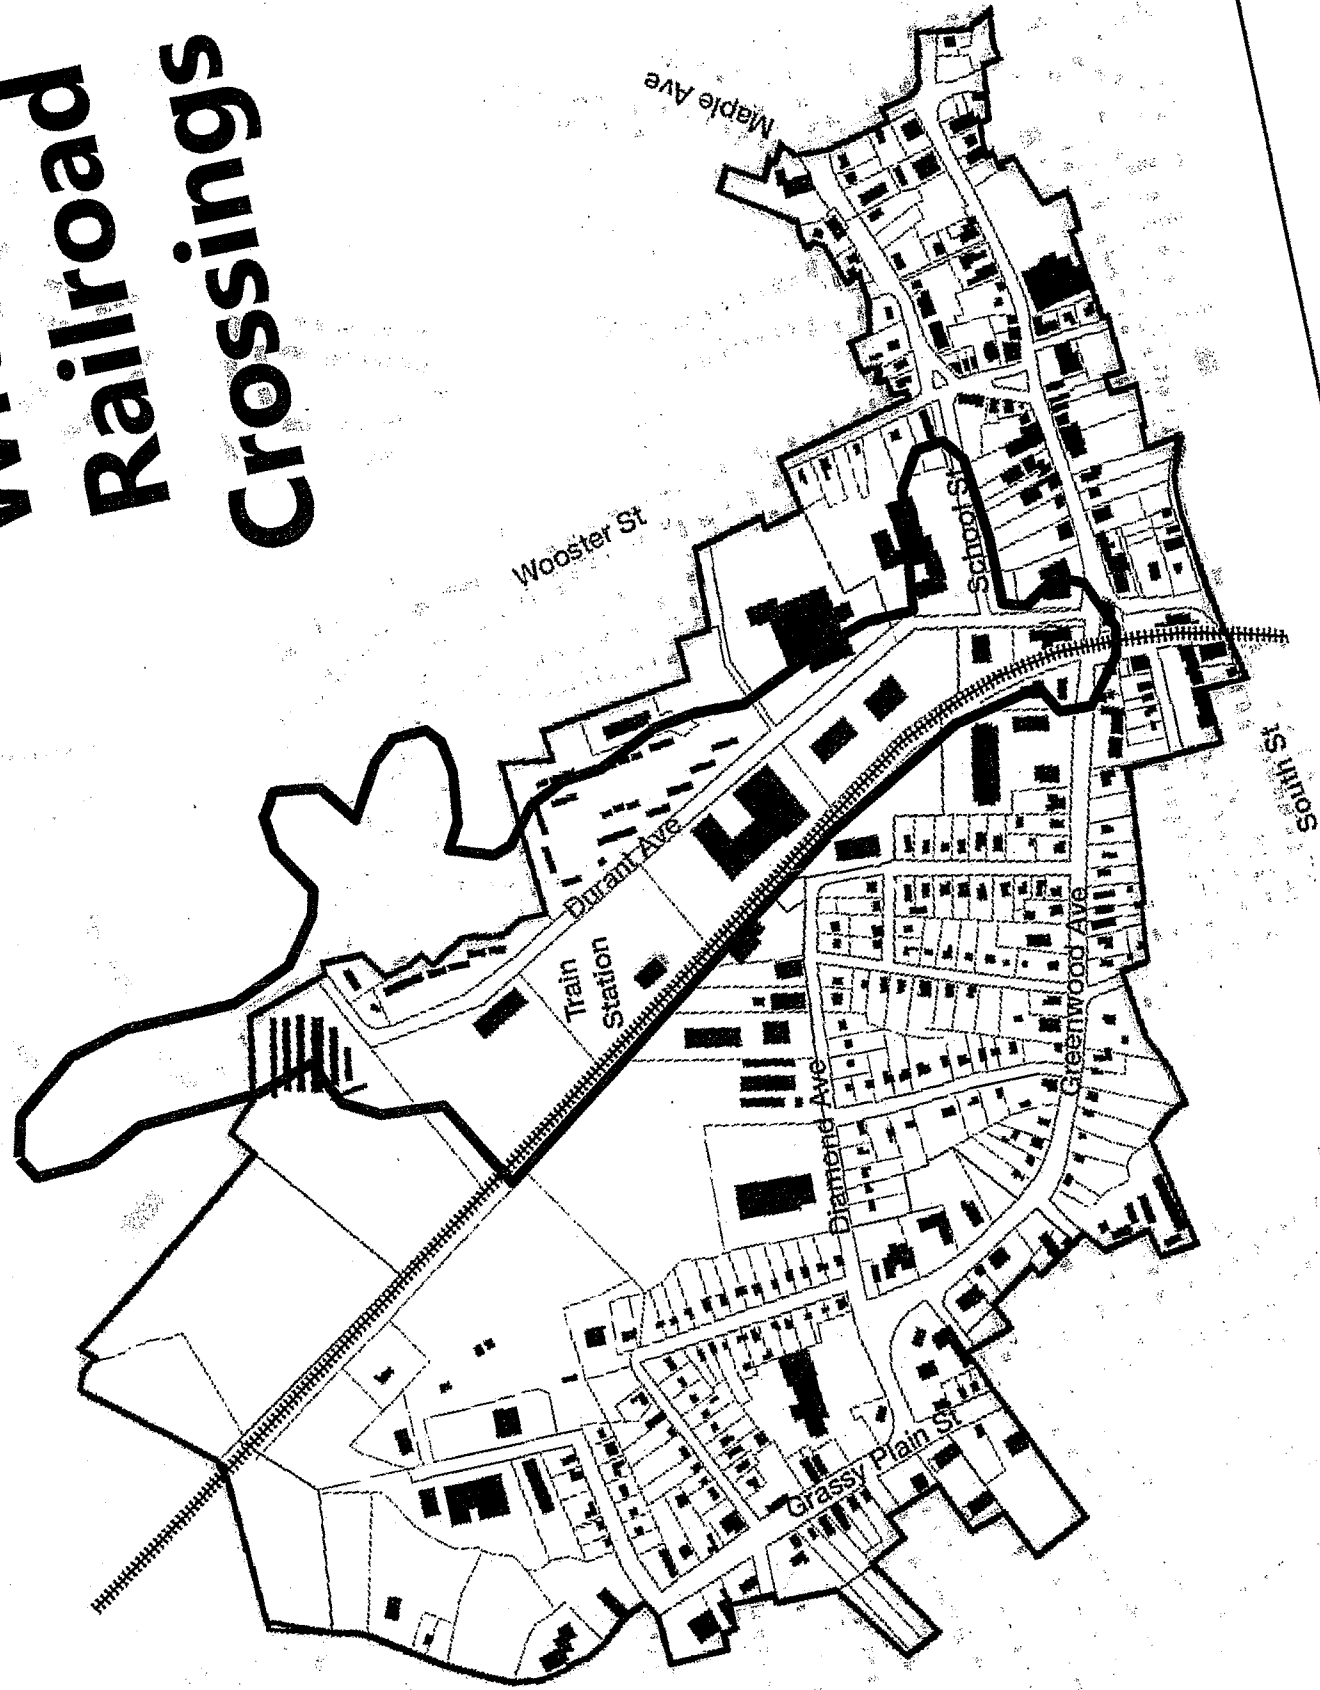 Railroad
Crossings
Maple Ave
Wooster St
School St
South St
Durant Ave
Train
Station
Greenwood Ave
Diamond Ave
Grassy Plain St